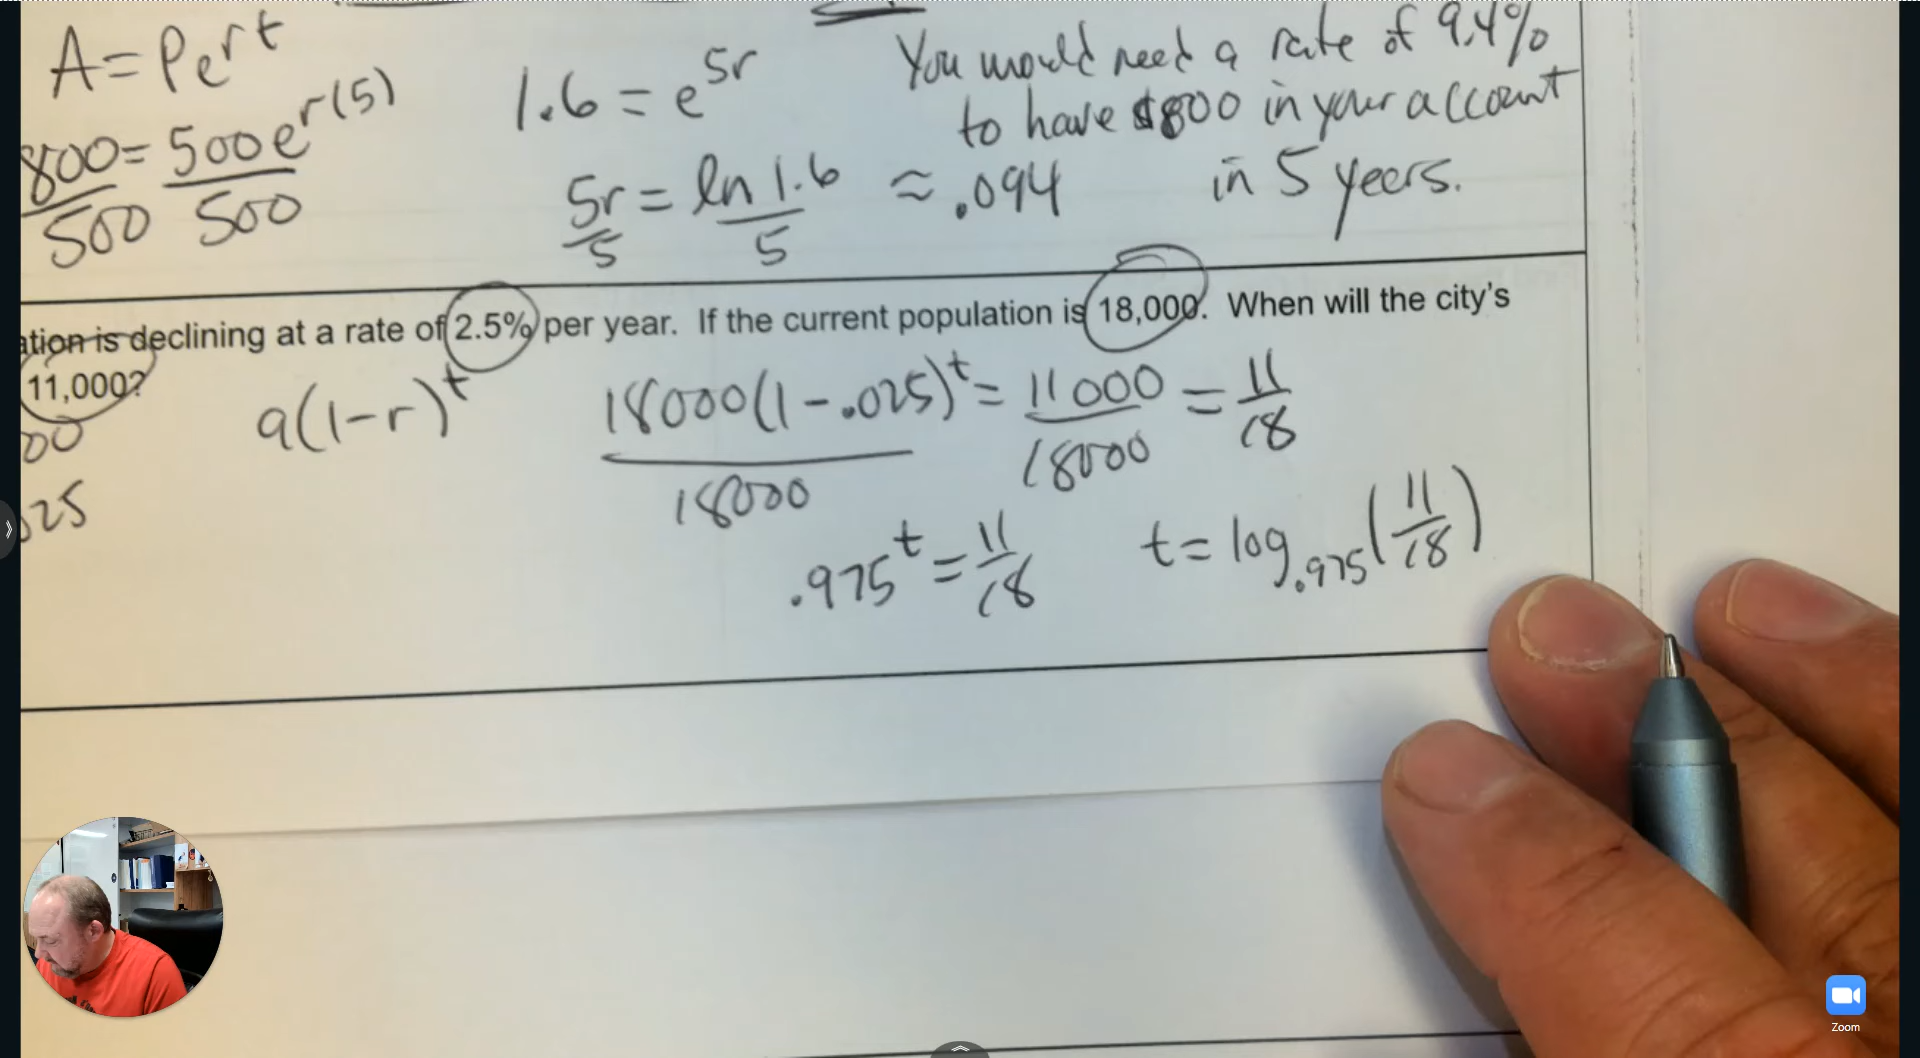 A = Pe^rt
800 = 500e^r(5)
500 500
1.6 = e^5r
5r = ln 1.6 ≈ .094
5 5
You would need a rate of 9.4%
to have $800 in your account
in 5 yeers.
ation is declining at a rate of 2.5% per year. If the current population is 18,000. When will the city's
11,000?
00
025
a(1-r)^t
18000(1-.025)^t = 11000 = 11
18000 18000 18
.975^t = 11/18
t = log.975(11/18)
Zoom